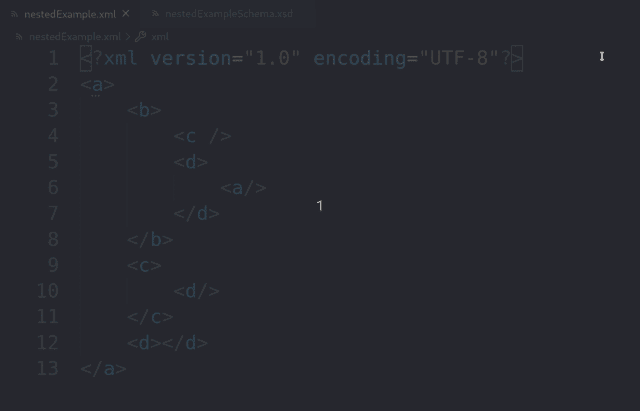 nestedExample.xml nestedExampleSchema.xsd
nestedExample.xml > xml
1 <?xml version="1.0" encoding="UTF-8"?>
2 <a>
3 <b>
4 <c />
5 <d>
6 <a/>
7 </d>
8 </b>
9 <c>
10 <d/>
11 </c>
12 <d></d>
13 </a>
1